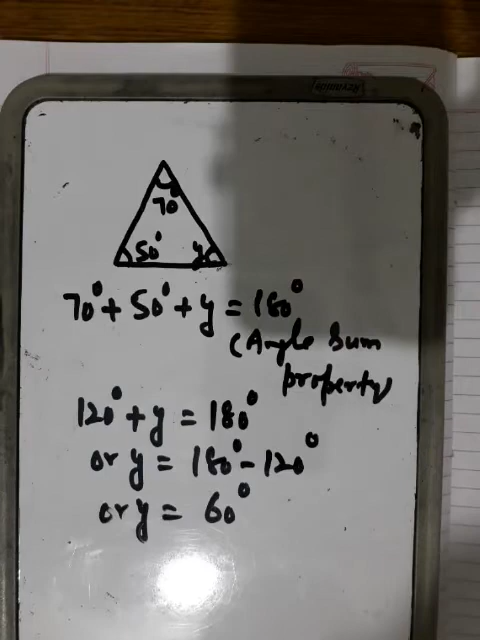 70°
50° y
70° + 50° + y = 180°
(Angle Sum
property)
120° + y = 180°
or y = 180° - 120°
or y = 60°